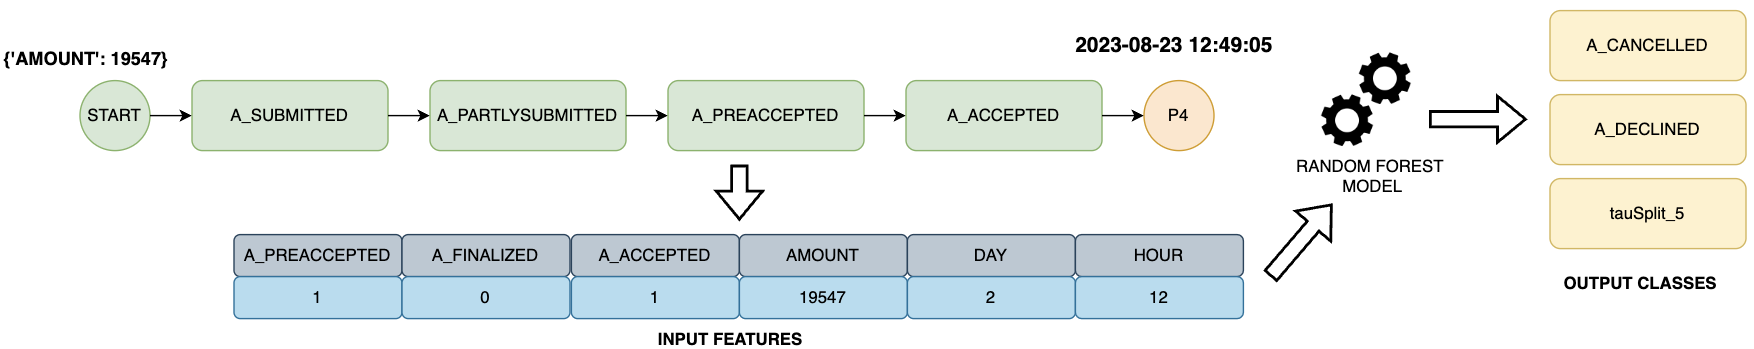 {'AMOUNT': 19547}
2023-08-23 12:49:05
START
A_SUBMITTED
A_PARTLYSUBMITTED
A_PREACCEPTED
A_ACCEPTED
P4
RANDOM FOREST
MODEL
A_CANCELLED
A_DECLINED
tauSplit_5
OUTPUT CLASSES
A_PREACCEPTED A_FINALIZED A_ACCEPTED AMOUNT DAY HOUR
1 0 1 19547 2 12
INPUT FEATURES